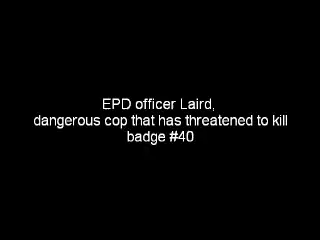 EPD officer Laird,
dangerous cop that has threatened to kill
badge #40